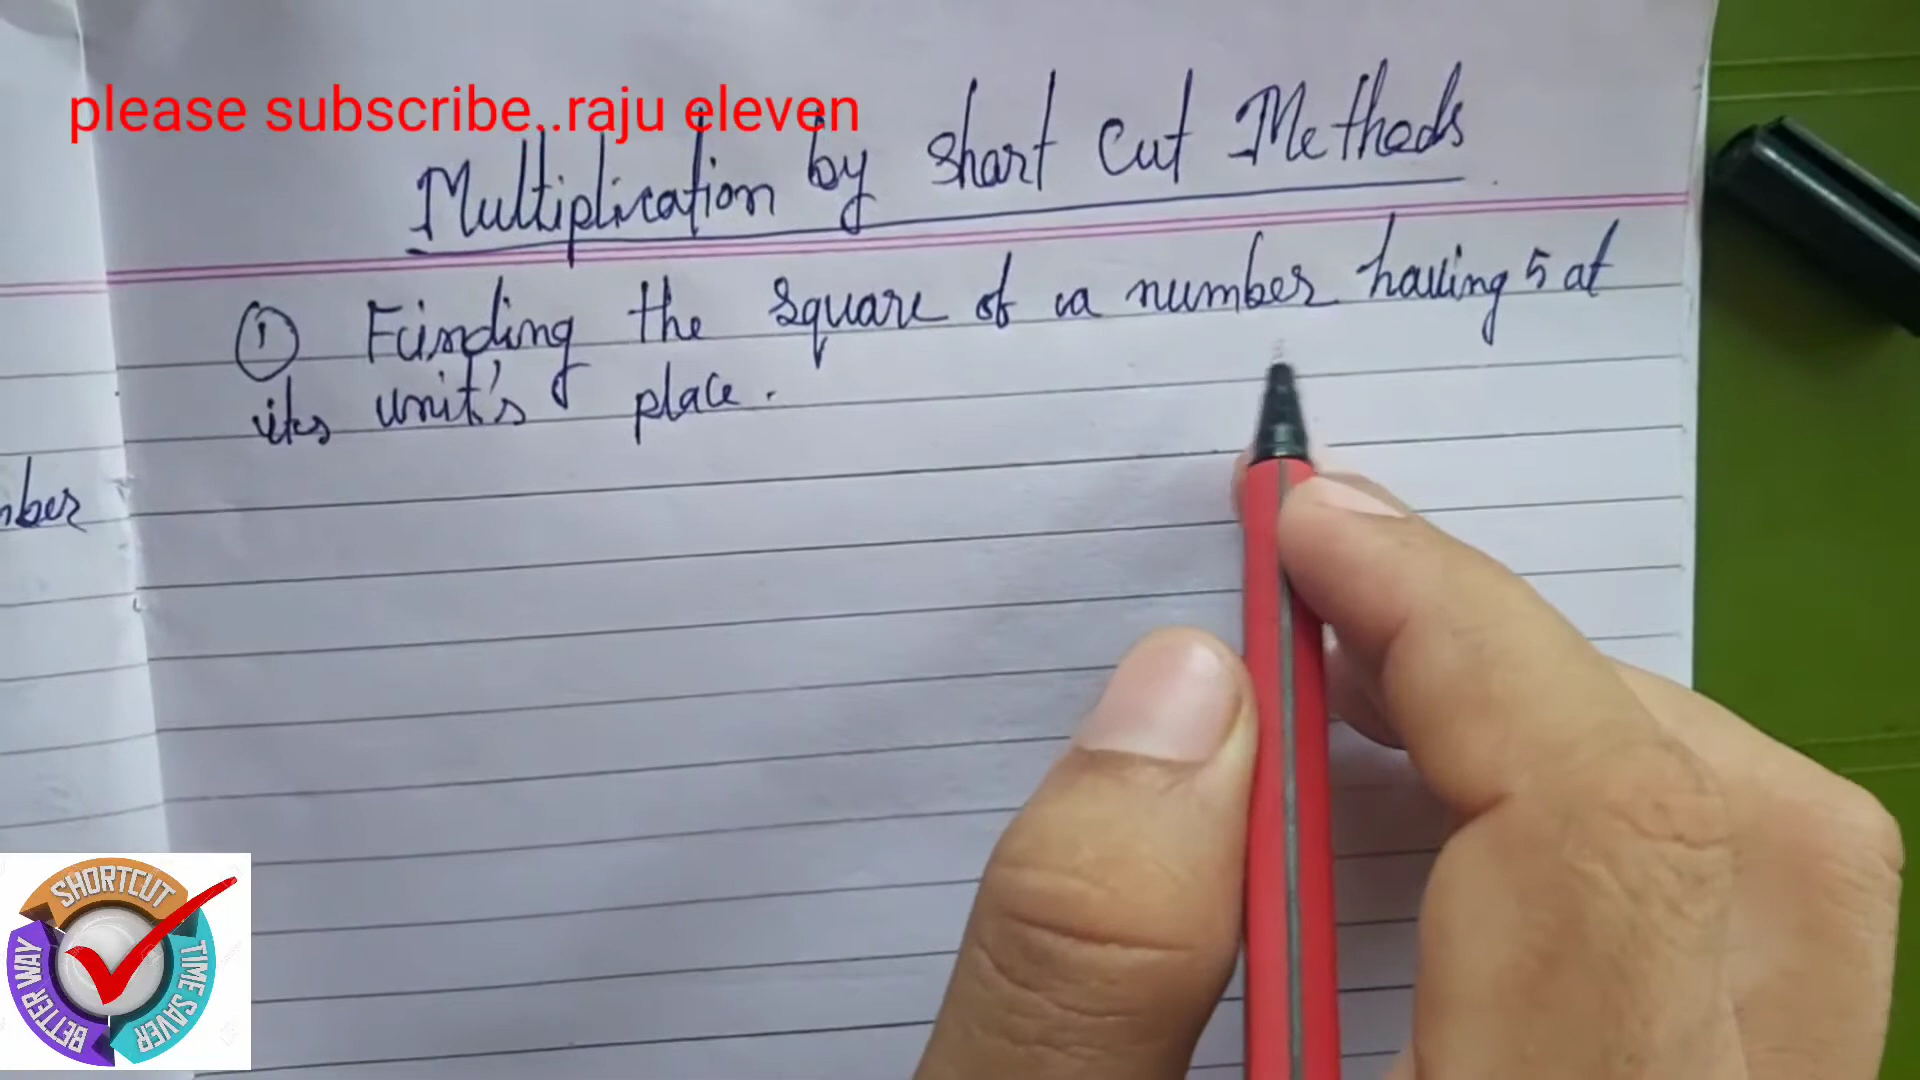 please subscribe..raju eleven
Multiplication by short cut Methods
① Finding the square of a number having 5 at
its unit's place.
mber
SHORTCUT
BETTER WAY
TIME SAVER